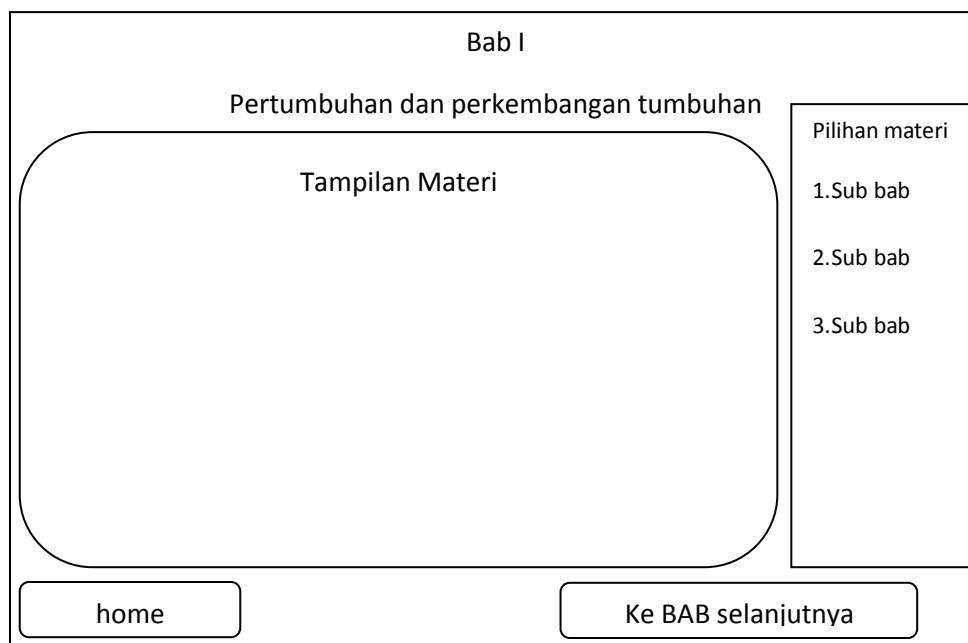 Bab I
Pertumbuhan dan perkembangan tumbuhan
Tampilan Materi
Pilihan materi
1.Sub bab
2.Sub bab
3.Sub bab
home
Ke BAB selanjutnya